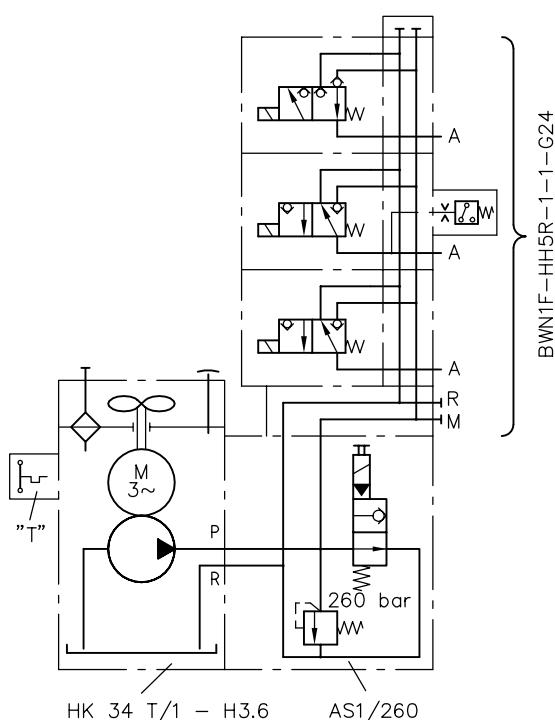 A
A
BWN1F-HH5R-1-1-G24
A
R
M
M
3~
"T"
P
R
260 bar
HK 34 T/1 - H3.6
AS1/260